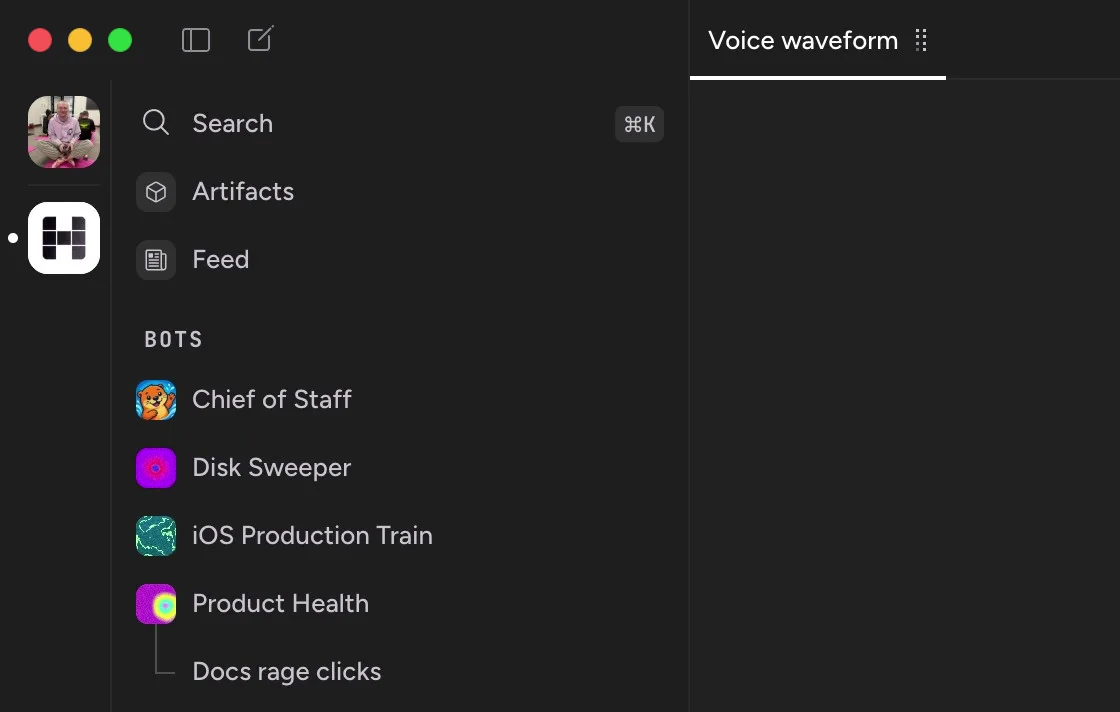 Voice waveform
Search
⌘K
Artifacts
Feed
BOTS
Chief of Staff
Disk Sweeper
iOS Production Train
Product Health
Docs rage clicks